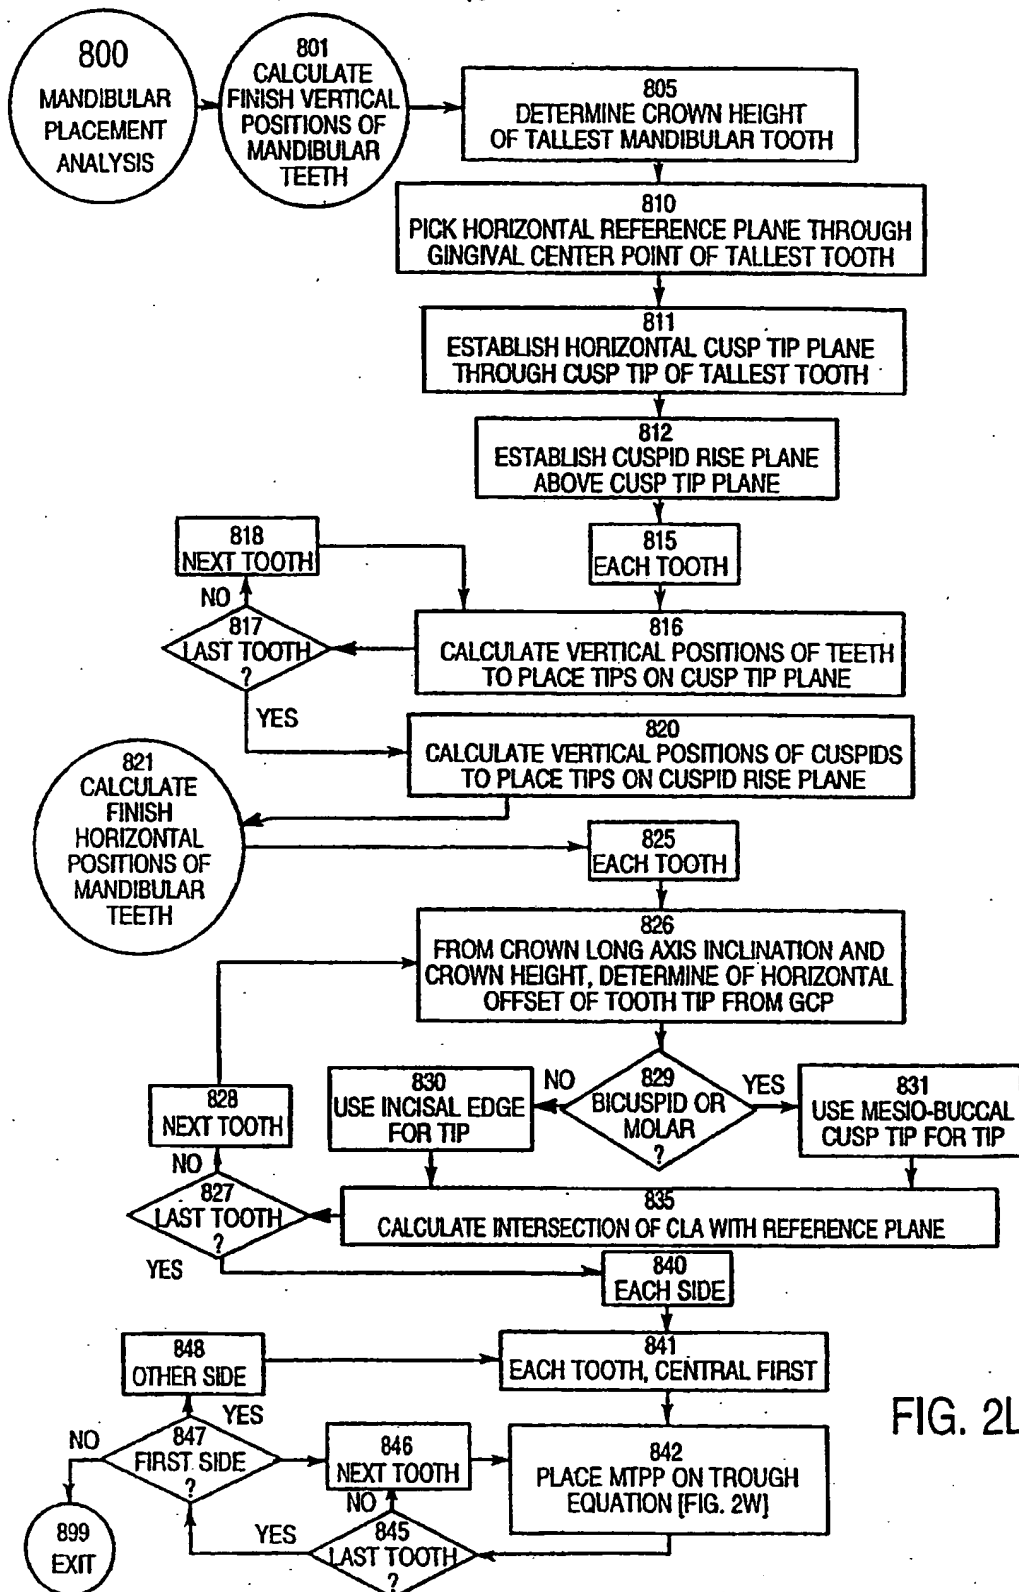 800
MANDIBULAR
PLACEMENT
ANALYSIS
801
CALCULATE
FINISH VERTICAL
POSITIONS OF
MANDIBULAR
TEETH
805
DETERMINE CROWN HEIGHT
OF TALLEST MANDIBULAR TOOTH
810
PICK HORIZONTAL REFERENCE PLANE THROUGH
GINGIVAL CENTER POINT OF TALLEST TOOTH
811
ESTABLISH HORIZONTAL CUSP TIP PLANE
THROUGH CUSP TIP OF TALLEST TOOTH
812
ESTABLISH CUSPID RISE PLANE
ABOVE CUSP TIP PLANE
815
EACH TOOTH
818
NEXT TOOTH
NO
817
LAST TOOTH
?
YES
816
CALCULATE VERTICAL POSITIONS OF TEETH
TO PLACE TIPS ON CUSP TIP PLANE
820
CALCULATE VERTICAL POSITIONS OF CUSPIDS
TO PLACE TIPS ON CUSPID RISE PLANE
821
CALCULATE
FINISH
HORIZONTAL
POSITIONS OF
MANDIBULAR
TEETH
825
EACH TOOTH
826
FROM CROWN LONG AXIS INCLINATION AND
CROWN HEIGHT, DETERMINE OF HORIZONTAL
OFFSET OF TOOTH TIP FROM GCP
829
BICUSPID OR
MOLAR
?
NO
YES
830
USE INCISAL EDGE
FOR TIP
831
USE MESIO-BUCCAL
CUSP TIP FOR TIP
828
NEXT TOOTH
NO
827
LAST TOOTH
?
YES
835
CALCULATE INTERSECTION OF CLA WITH REFERENCE PLANE
840
EACH SIDE
841
EACH TOOTH, CENTRAL FIRST
848
OTHER SIDE
YES
NO
847
FIRST SIDE
?
846
NEXT TOOTH
NO
842
PLACE MTPP ON TROUGH
EQUATION [FIG. 2W]
YES
845
LAST TOOTH
?
899
EXIT
FIG. 2L